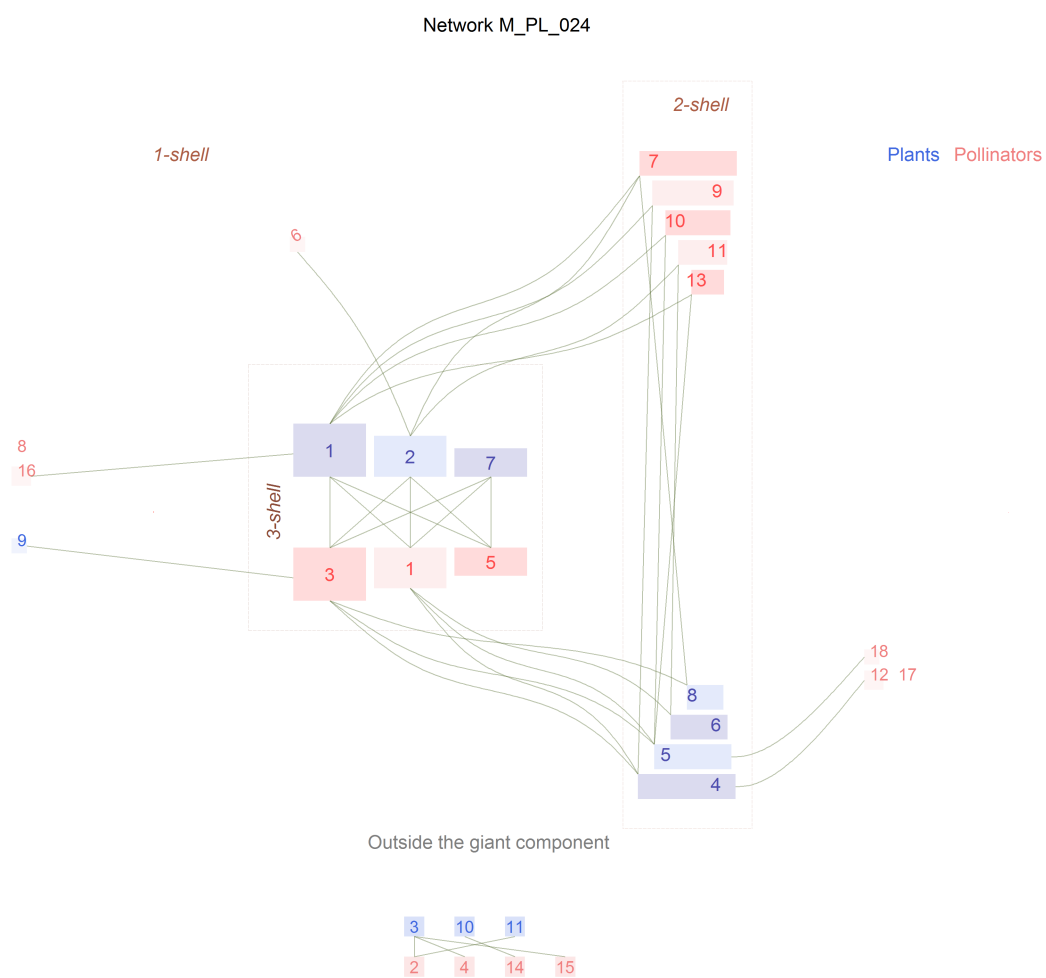 Network M_PL_024
2-shell
1-shell
Plants Pollinators
7
9
10
11
13
6
8
16
9
1 2 7
3-shell
3 1 5
18
12 17
8
6
5
4
Outside the giant component
3 10 11
2 4 14 15